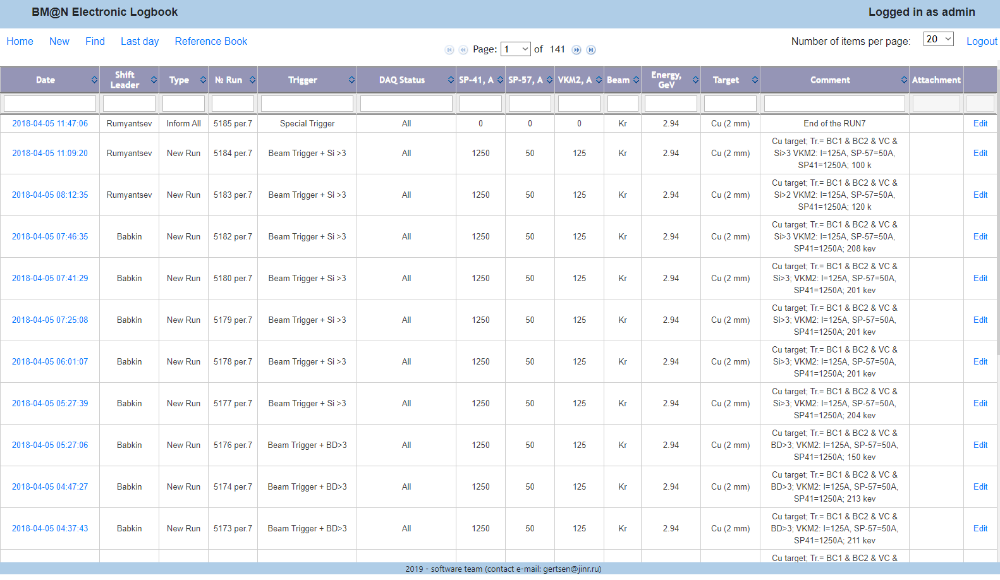 BM@N Electronic Logbook
Logged in as admin
Home New Find Last day Reference Book
Page: 1 of 141
Number of items per page: 20 Logout
Date Shift Leader Type № Run Trigger DAQ Status SP-41, A SP-57, A VKM2, A Beam Energy, GeV Target Comment Attachment
2018-04-05 11:47:06 Rumyantsev Inform All 5185 per.7 Special Trigger All 0 0 0 Kr 2.94 Cu (2 mm) End of the RUN7 Edit
Cu target; Tr.= BC1 & BC2 & VC &
2018-04-05 11:09:20 Rumyantsev New Run 5184 per.7 Beam Trigger + Si >3 All 1250 50 125 Kr 2.94 Cu (2 mm) Si>3 VKM2: I=125A, SP-57=50A, Edit
SP41=1250A; 100 k
Cu target; Tr.= BC1 & BC2 & VC &
2018-04-05 08:12:35 Rumyantsev New Run 5183 per.7 Beam Trigger + Si >3 All 1250 50 125 Kr 2.94 Cu (2 mm) Si>2 VKM2: I=125A, SP-57=50A, Edit
SP41=1250A; 120 k
Cu target; Tr.= BC1 & BC2 & VC &
2018-04-05 07:46:35 Babkin New Run 5182 per.7 Beam Trigger + Si >3 All 1250 50 125 Kr 2.94 Cu (2 mm) Si>3 VKM2: I=125A, SP-57=50A, Edit
SP41=1250A; 208 kev
Cu target; Tr.= BC1 & BC2 & VC &
2018-04-05 07:41:29 Babkin New Run 5180 per.7 Beam Trigger + Si >3 All 1250 50 125 Kr 2.94 Cu (2 mm) Si>3; VKM2: I=125A, SP-57=50A, Edit
SP41=1250A; 201 kev
Cu target; Tr.= BC1 & BC2 & VC &
2018-04-05 07:25:08 Babkin New Run 5179 per.7 Beam Trigger + Si >3 All 1250 50 125 Kr 2.94 Cu (2 mm) Si>3; VKM2: I=125A, SP-57=50A, Edit
SP41=1250A; 201 kev
Cu target; Tr.= BC1 & BC2 & VC &
2018-04-05 06:01:07 Babkin New Run 5178 per.7 Beam Trigger + Si >3 All 1250 50 125 Kr 2.94 Cu (2 mm) Si>3; VKM2: I=125A, SP-57=50A, Edit
SP41=1250A; 201 kev
Cu target; Tr.= BC1 & BC2 & VC &
2018-04-05 05:27:39 Babkin New Run 5177 per.7 Beam Trigger + Si >3 All 1250 50 125 Kr 2.94 Cu (2 mm) Si>3; VKM2: I=125A, SP-57=50A, Edit
SP41=1250A; 204 kev
Cu target; Tr.= BC1 & BC2 & VC &
2018-04-05 05:27:06 Babkin New Run 5176 per.7 Beam Trigger + BD>3 All 1250 50 125 Kr 2.94 Cu (2 mm) BD>3; VKM2: I=125A, SP-57=50A, Edit
SP41=1250A; 150 kev
Cu target; Tr.= BC1 & BC2 & VC &
2018-04-05 04:47:27 Babkin New Run 5174 per.7 Beam Trigger + BD>3 All 1250 50 125 Kr 2.94 Cu (2 mm) BD>3; VKM2: I=125A, SP-57=50A, Edit
SP41=1250A; 213 kev
Cu target; Tr.= BC1 & BC2 & VC &
2018-04-05 04:37:43 Babkin New Run 5173 per.7 Beam Trigger + BD>3 All 1250 50 125 Kr 2.94 Cu (2 mm) BD>3; VKM2: I=125A, SP-57=50A, Edit
SP41=1250A; 211 kev
Cu target; Tr.= BC1 & BC2 & VC &
2019 - software team (contact e-mail: gertsen@jinr.ru)